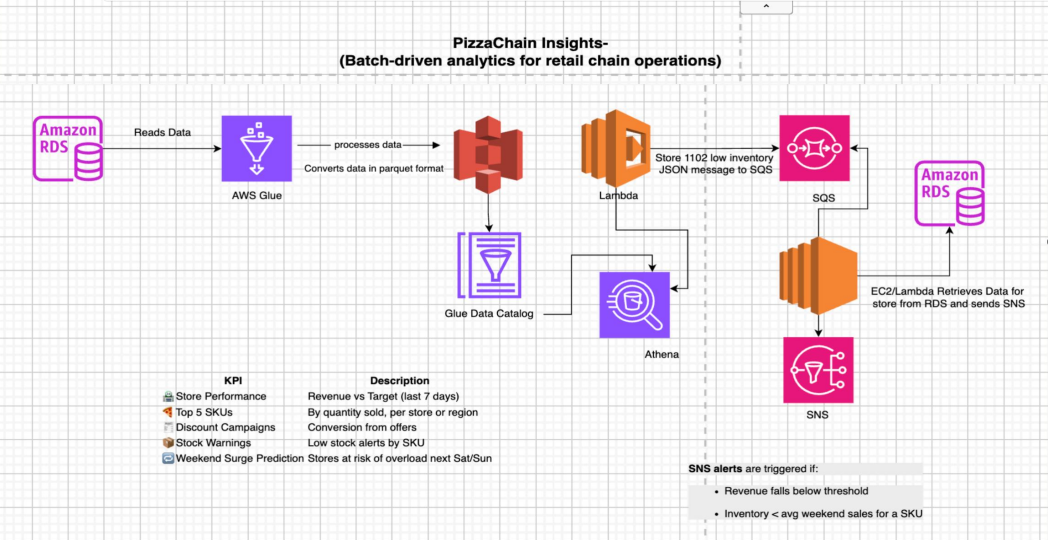 PizzaChain Insights-
(Batch-driven analytics for retail chain operations)
Amazon
RDS
Reads Data
AWS Glue
processes data
Converts data in parquet format
Lambda
Store 1102 low inventory
JSON message to SQS
SQS
Amazon
RDS
EC2/Lambda Retrieves Data for
store from RDS and sends SNS
Glue Data Catalog
Athena
SNS
KPI Description
Store Performance Revenue vs Target (last 7 days)
Top 5 SKUs By quantity sold, per store or region
Discount Campaigns Conversion from offers
Stock Warnings Low stock alerts by SKU
Weekend Surge Prediction Stores at risk of overload next Sat/Sun
SNS alerts are triggered if:
• Revenue falls below threshold
• Inventory < avg weekend sales for a SKU